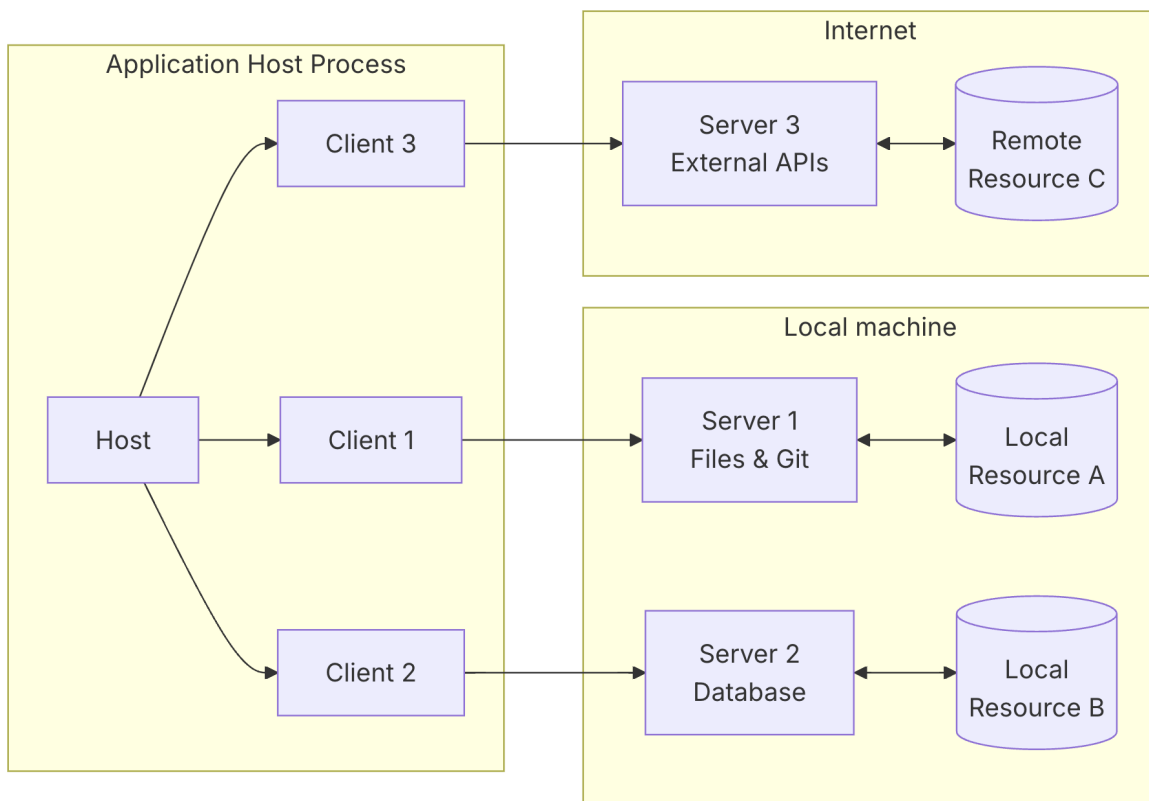 Application Host Process
Client 3
Host
Client 1
Client 2
Internet
Server 3
External APIs
Remote
Resource C
Local machine
Server 1
Files & Git
Local
Resource A
Server 2
Database
Local
Resource B